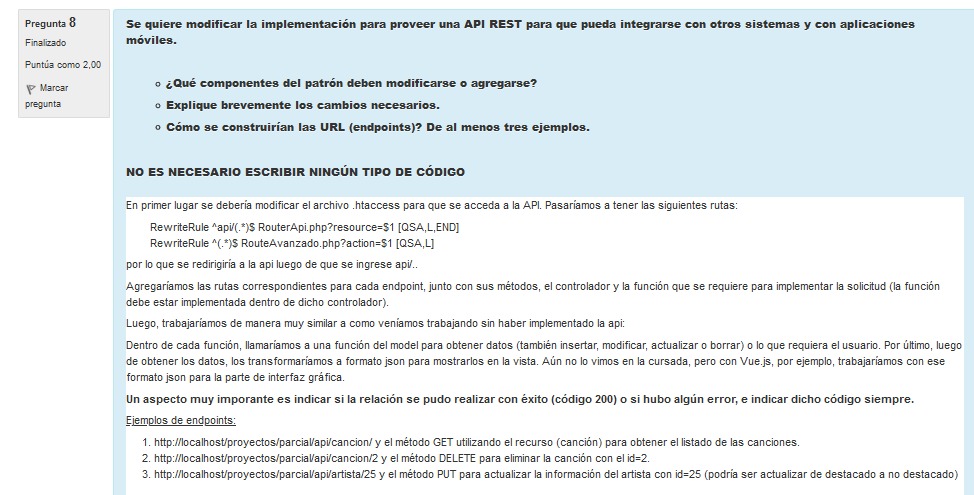 Pregunta 8
Finalizado
Puntúa como 2,00
Marcar
pregunta
Se quiere modificar la implementación para proveer una API REST para que pueda integrarse con otros sistemas y con aplicaciones
móviles.
¿Qué componentes del patrón deben modificarse o agregarse?
Explique brevemente los cambios necesarios.
Cómo se construirían las URL (endpoints)? De al menos tres ejemplos.
NO ES NECESARIO ESCRIBIR NINGÚN TIPO DE CÓDIGO
En primer lugar se debería modificar el archivo .htaccess para que se acceda a la API. Pasaríamos a tener las siguientes rutas:
RewriteRule ^api/(.*)$ RouterApi.php?resource=$1 [QSA,L,END]
RewriteRule ^(.*)$ RouteAvanzado.php?action=$1 [QSA,L]
por lo que se redirigiría a la api luego de que se ingrese api/..
Agregaríamos las rutas correspondientes para cada endpoint, junto con sus métodos, el controlador y la función que se requiere para implementar la solicitud (la función
debe estar implementada dentro de dicho controlador).
Luego, trabajaríamos de manera muy similar a como veníamos trabajando sin haber implementado la api:
Dentro de cada función, llamaríamos a una función del model para obtener datos (también insertar, modificar, actualizar o borrar) o lo que requiera el usuario. Por último, luego
de obtener los datos, los transformaríamos a formato json para mostrarlos en la vista. Aún no lo vimos en la cursada, pero con Vue.js, por ejemplo, trabajaríamos con ese
formato json para la parte de interfaz gráfica.
Un aspecto muy imporante es indicar si la relación se pudo realizar con éxito (código 200) o si hubo algún error, e indicar dicho código siempre.
Ejemplos de endpoints:
1. http://localhost/proyectos/parcial/api/cancion/ y el método GET utilizando el recurso (canción) para obtener el listado de las canciones.
2. http://localhost/proyectos/parcial/api/cancion/2 y el método DELETE para eliminar la canción con el id=2.
3. http://localhost/proyectos/parcial/api/artista/25 y el método PUT para actualizar la información del artista con id=25 (podría ser actualizar de destacado a no destacado)